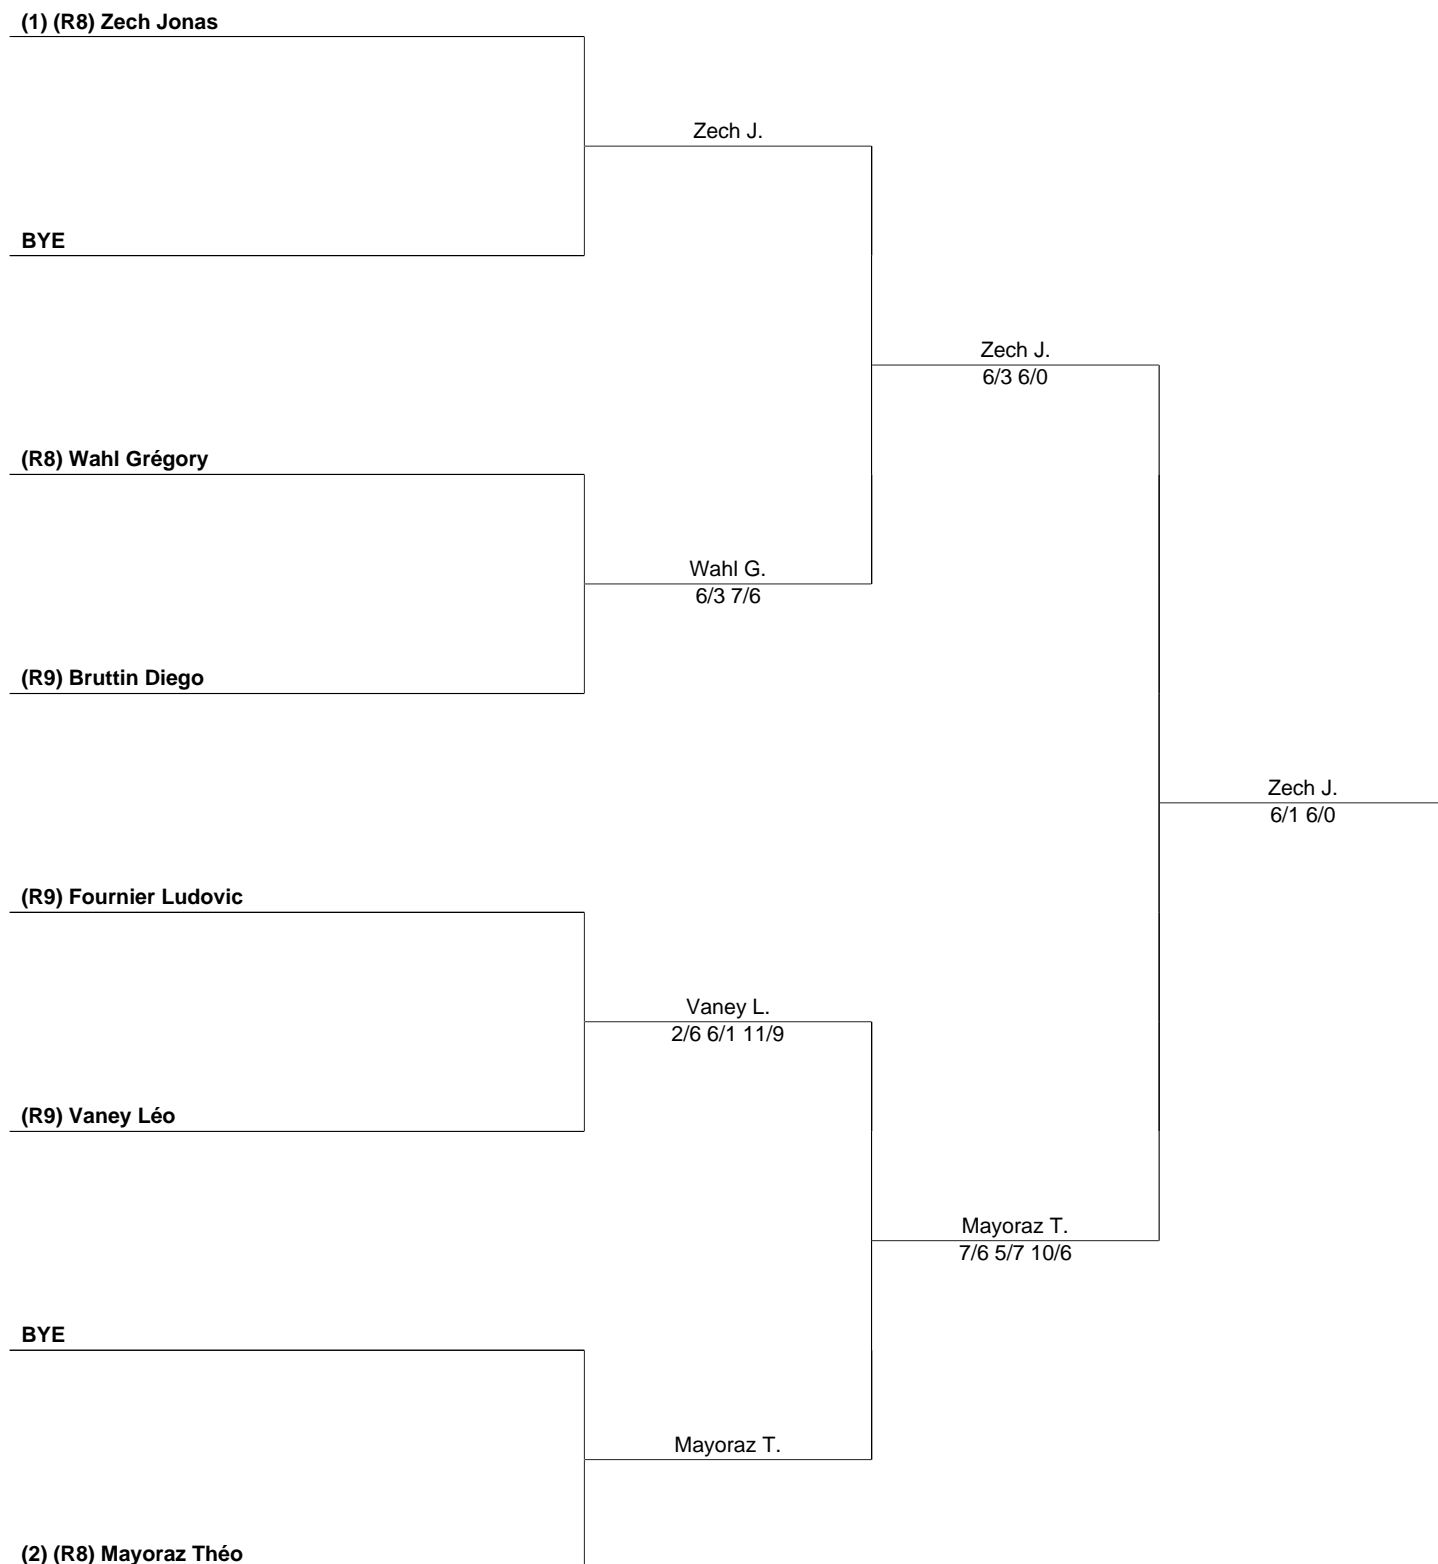 (1) (R8) Zech Jonas
Zech J.
BYE
Zech J.
6/3 6/0
(R8) Wahl Grégory
Wahl G.
6/3 7/6
(R9) Bruttin Diego
Zech J.
6/1 6/0
(R9) Fournier Ludovic
Vaney L.
2/6 6/1 11/9
(R9) Vaney Léo
Mayoraz T.
7/6 5/7 10/6
BYE
Mayoraz T.
(2) (R8) Mayoraz Théo